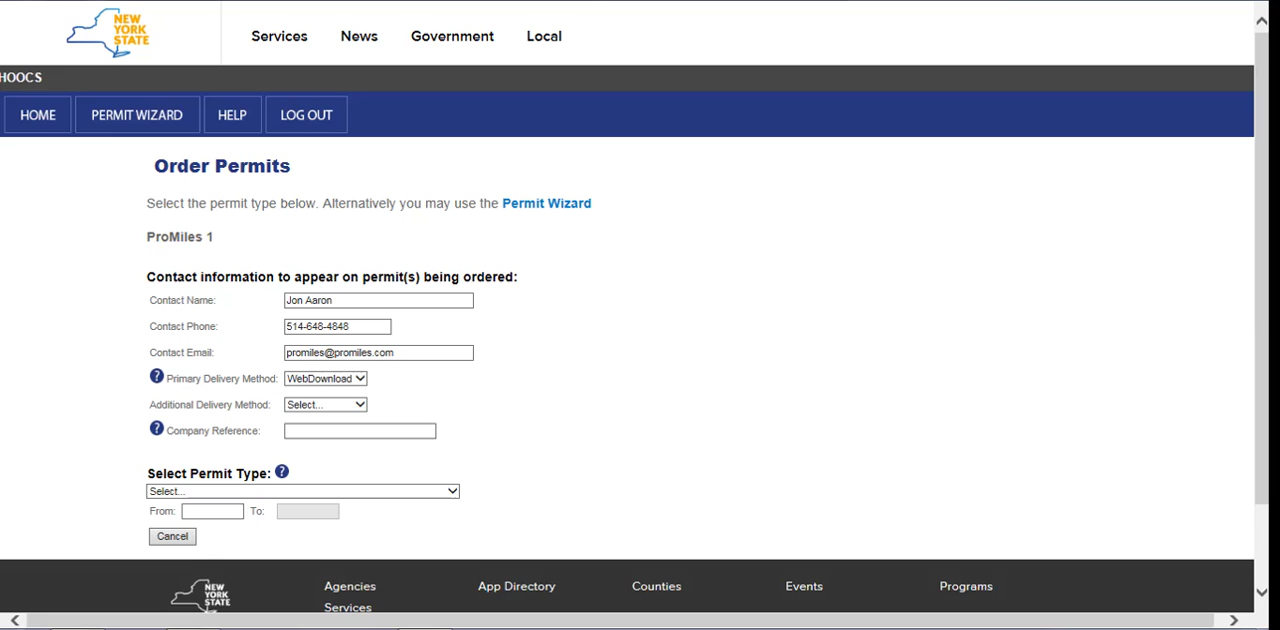 NEW
YORK
STATE
Services News Government Local
HOOCS
HOME PERMIT WIZARD HELP LOG OUT
Order Permits
Select the permit type below. Alternatively you may use the Permit Wizard
ProMiles 1
Contact information to appear on permit(s) being ordered:
Contact Name: Jon Aaron
Contact Phone: 514-648-4848
Contact Email: promiles@promiles.com
? Primary Delivery Method: WebDownload
Additional Delivery Method: Select...
? Company Reference:
Select Permit Type: ?
Select...
From: To:
Cancel
NEW
YORK
STATE
Agencies App Directory Counties Events Programs
Services